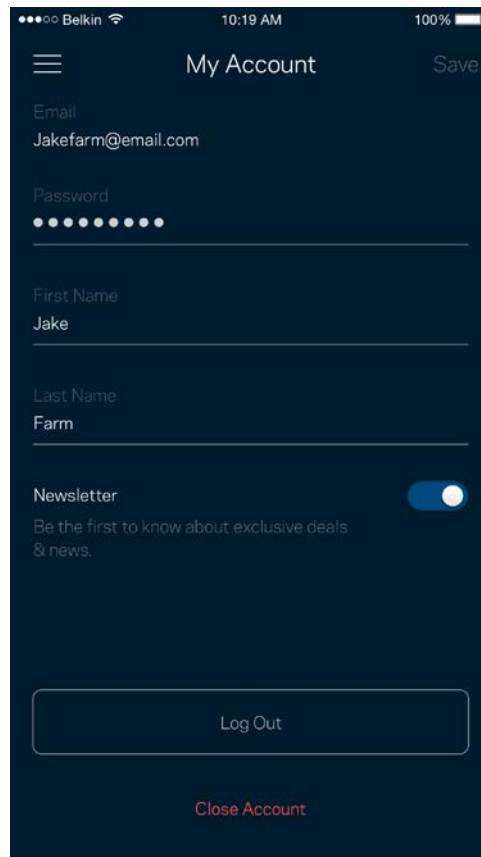 Belkin 10:19 AM 100%
My Account Save
Email
Jakefarm@email.com
Password
●●●●●●●●●
First Name
Jake
Last Name
Farm
Newsletter
Be the first to know about exclusive deals
& news.
Log Out
Close Account